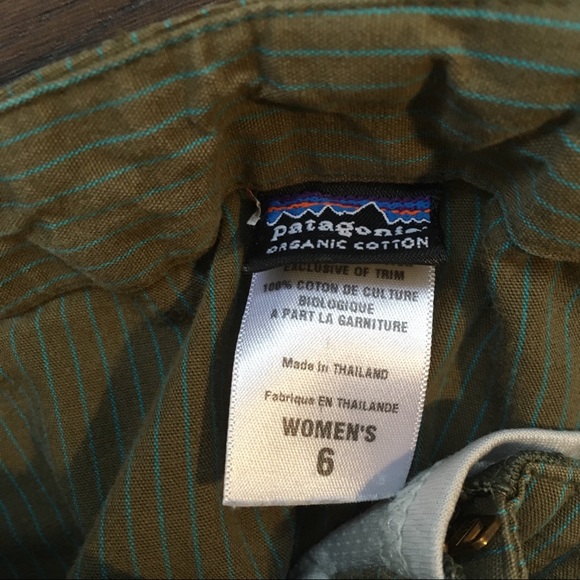 patagonia
ORGANIC COTTON
EXCLUSIVE OF TRIM
100% COTON DE CULTURE
BIOLOGIQUE
A PART LA GARNITURE
Made in THAILAND
Fabriqué EN THAILANDE
WOMEN'S
6